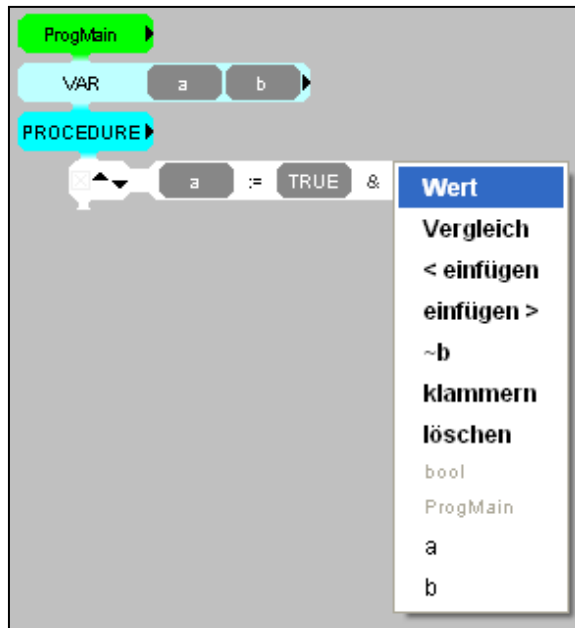 ProgMain
VAR a b
PROCEDURE
a := TRUE &
Wert
Vergleich
< einfügen
einfügen >
~b
klammern
löschen
bool
ProgMain
a
b